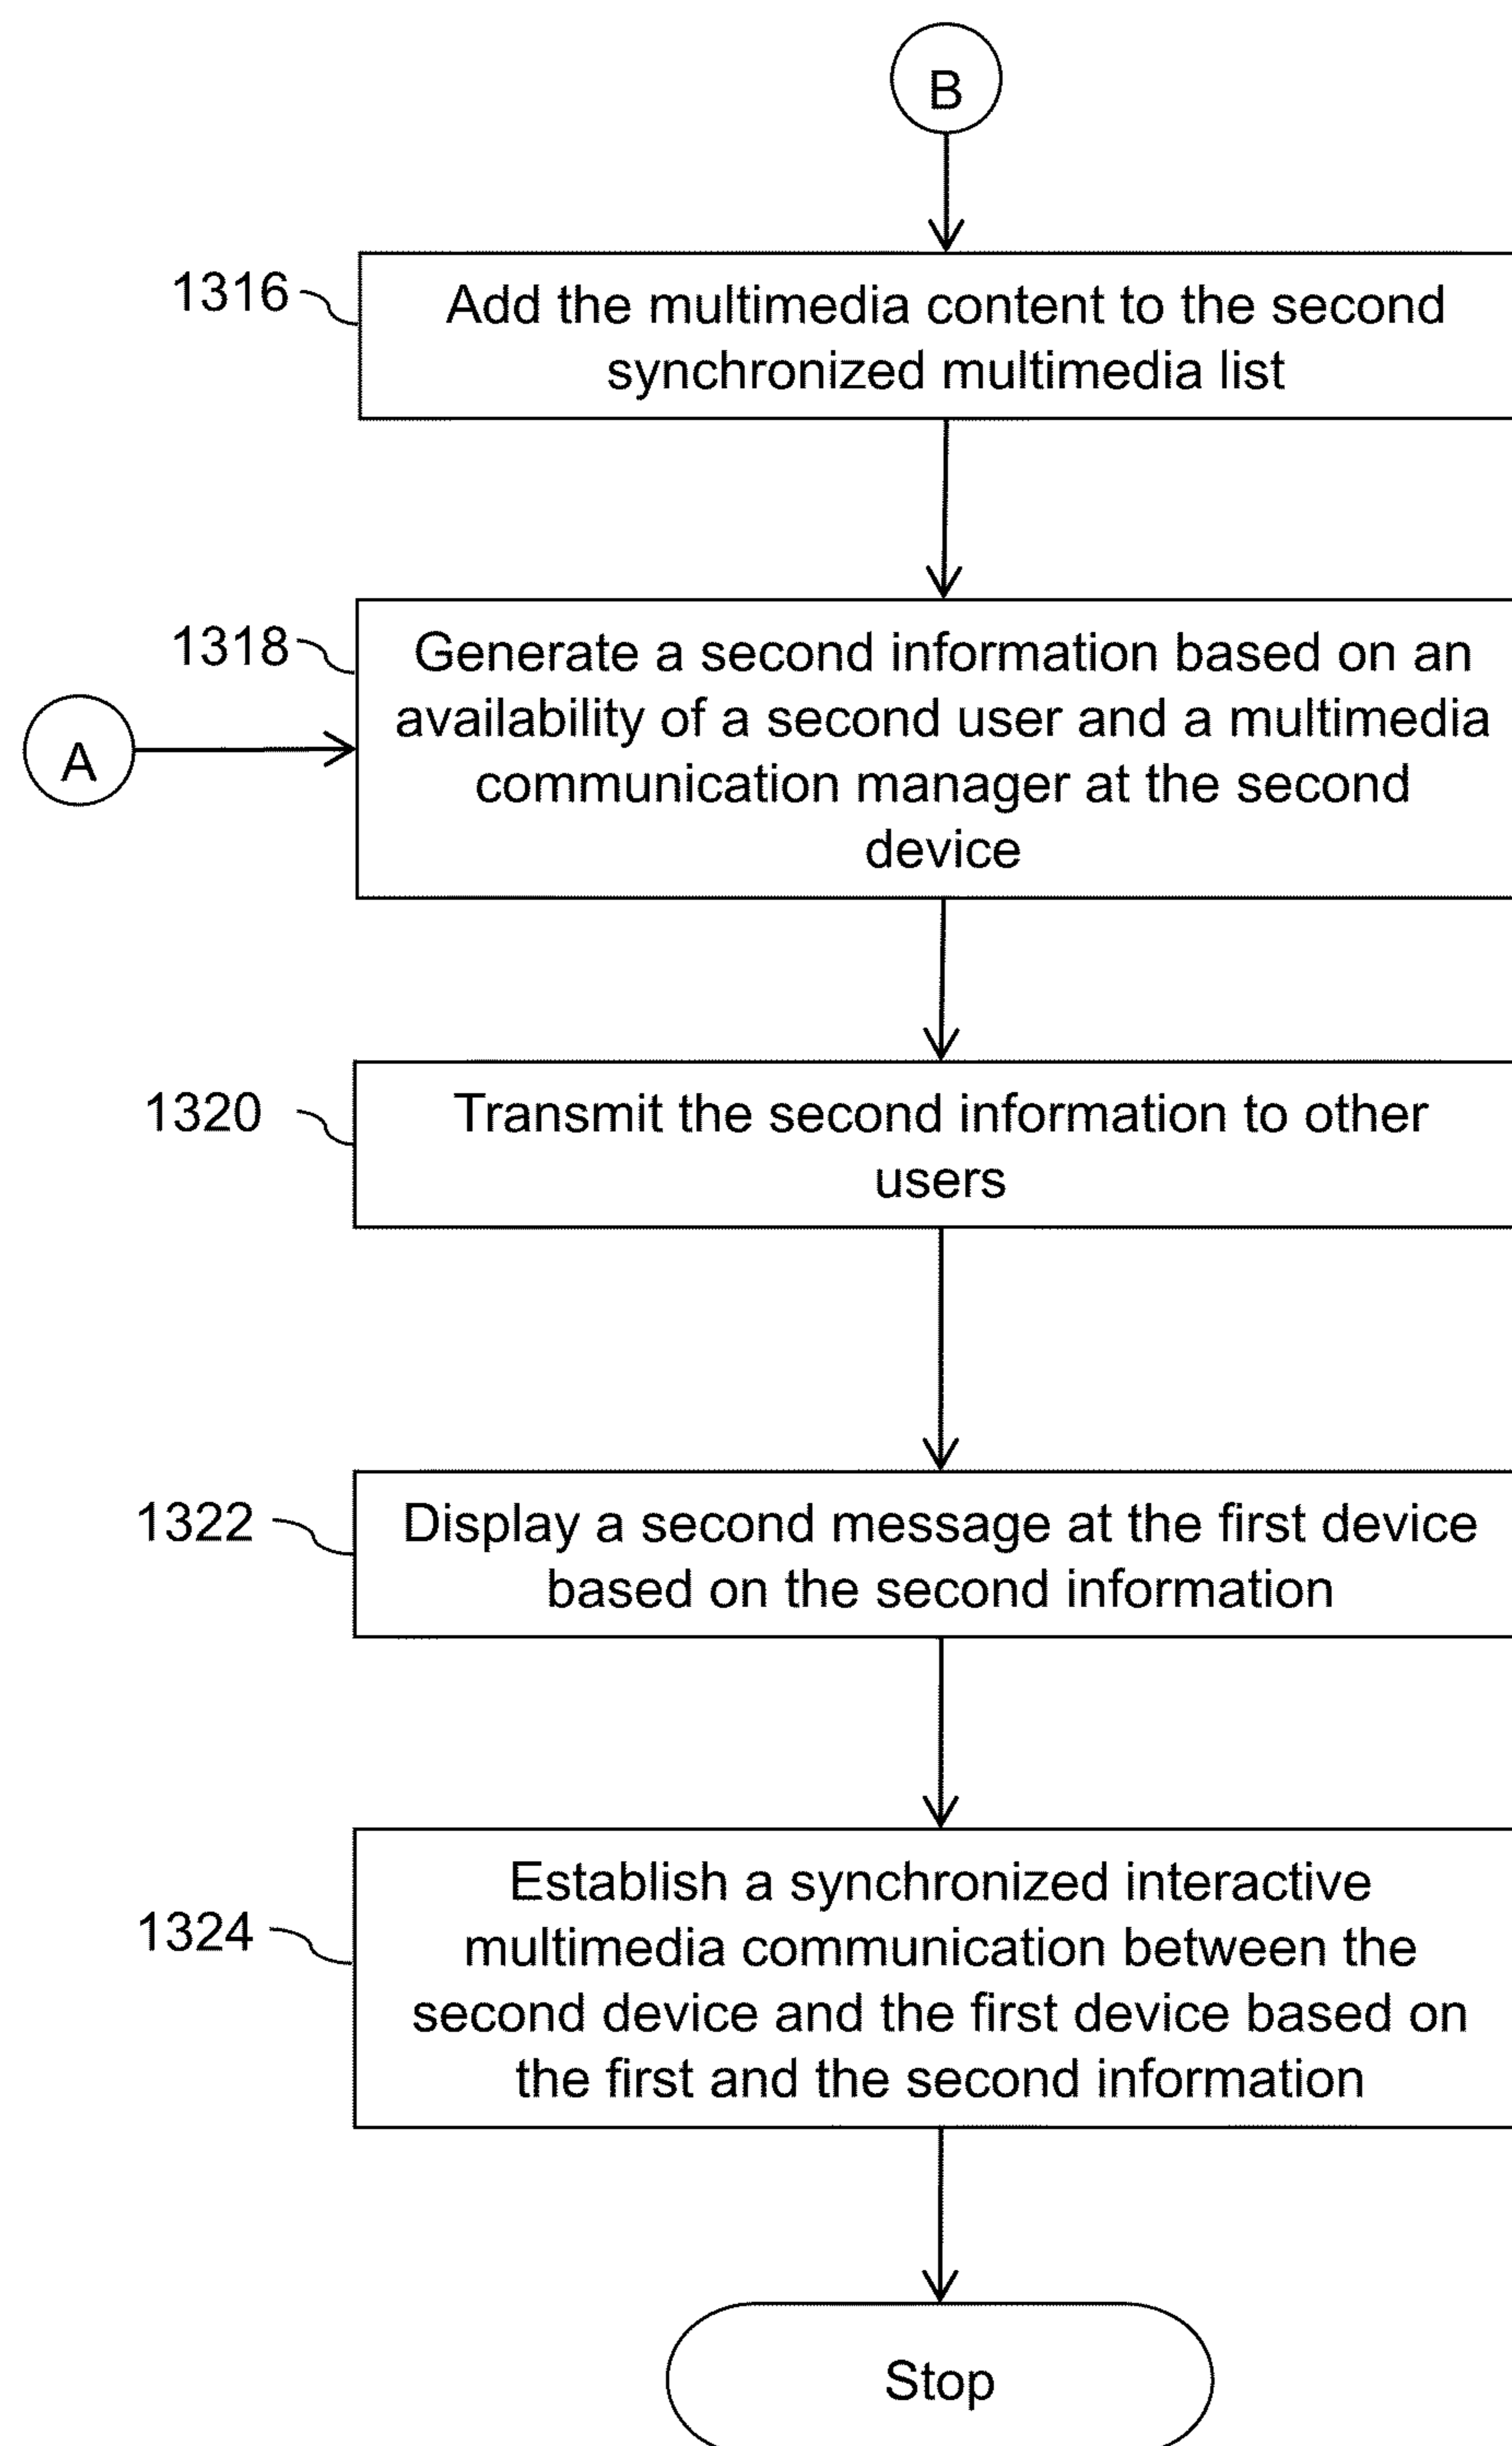 B
1316
Add the multimedia content to the second
synchronized multimedia list
1318
Generate a second information based on an
availability of a second user and a multimedia
communication manager at the second
device
A
1320
Transmit the second information to other
users
1322
Display a second message at the first device
based on the second information
1324
Establish a synchronized interactive
multimedia communication between the
second device and the first device based on
the first and the second information
Stop